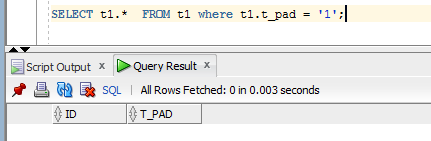 SELECT t1.*  FROM t1 where t1.t_pad = '1';
Script Output x Query Result x
SQL | All Rows Fetched: 0 in 0.003 seconds
ID T_PAD